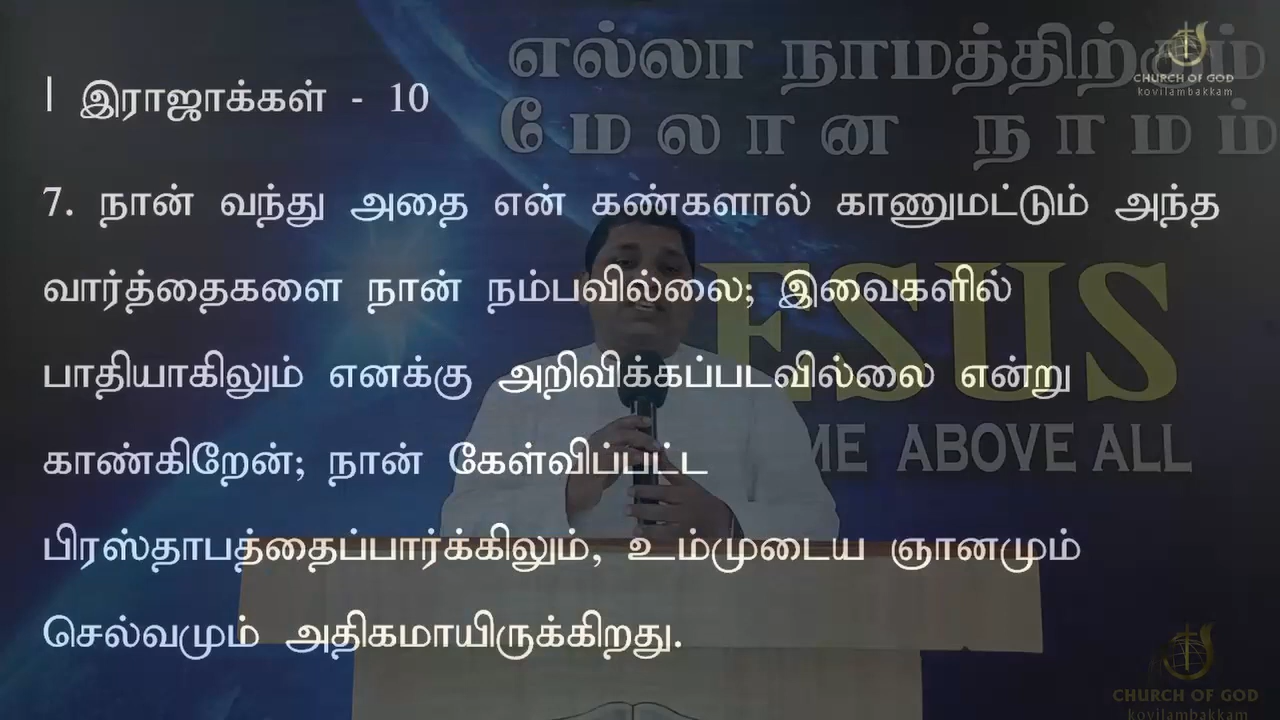 எல்லா நாமத்திற்கும்
மேலான நாமம்
CHURCH OF GOD
kovilambakkam
I இராஜாக்கள் - 10
7. நான் வந்து அதை என் கண்களால் காணுமட்டும் அந்த
வார்த்தைகளை நான் நம்பவில்லை; இவைகளில்
பாதியாகிலும் எனக்கு அறிவிக்கப்படவில்லை என்று
காண்கிறேன்; நான் கேள்விப்பட்ட
பிரஸ்தாபத்தைப்பார்க்கிலும், உம்முடைய ஞானமும்
செல்வமும் அதிகமாயிருக்கிறது.
ESUS
ME ABOVE ALL
CHURCH OF GOD
kovilambakkam